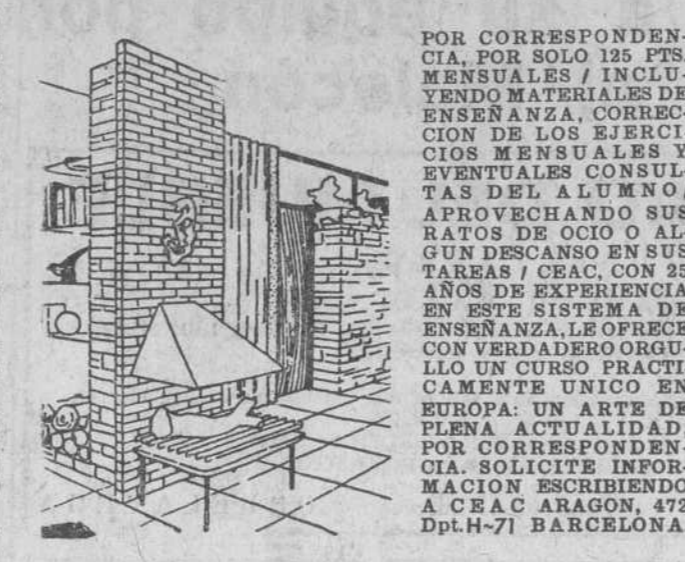 POR CORRESPONDEN-
CIA, POR SOLO 125 PTS.
MENSUALES / INCLU-
YENDO MATERIALES DE
ENSEÑANZA, CORREC-
CION DE LOS EJERCI-
CIOS MENSUALES Y
EVENTUALES CONSUL-
TAS DEL ALUMNO,
APROVECHANDO SUS
RATOS DE OCIO O AL-
GUN DESCANSO EN SUS
TAREAS / CEAC, CON 25
AÑOS DE EXPERIENCIA
EN ESTE SISTEMA DE
ENSEÑANZA, LE OFRECE
CON VERDADERO ORGU-
LLO UN CURSO PRACTI-
CAMENTE UNICO EN
EUROPA: UN ARTE DE
PLENA ACTUALIDAD,
POR CORRESPONDEN-
CIA. SOLICITE INFOR-
MACION ESCRIBIENDO
A CEAC ARAGON, 472
Dpt. H-71 BARCELONA